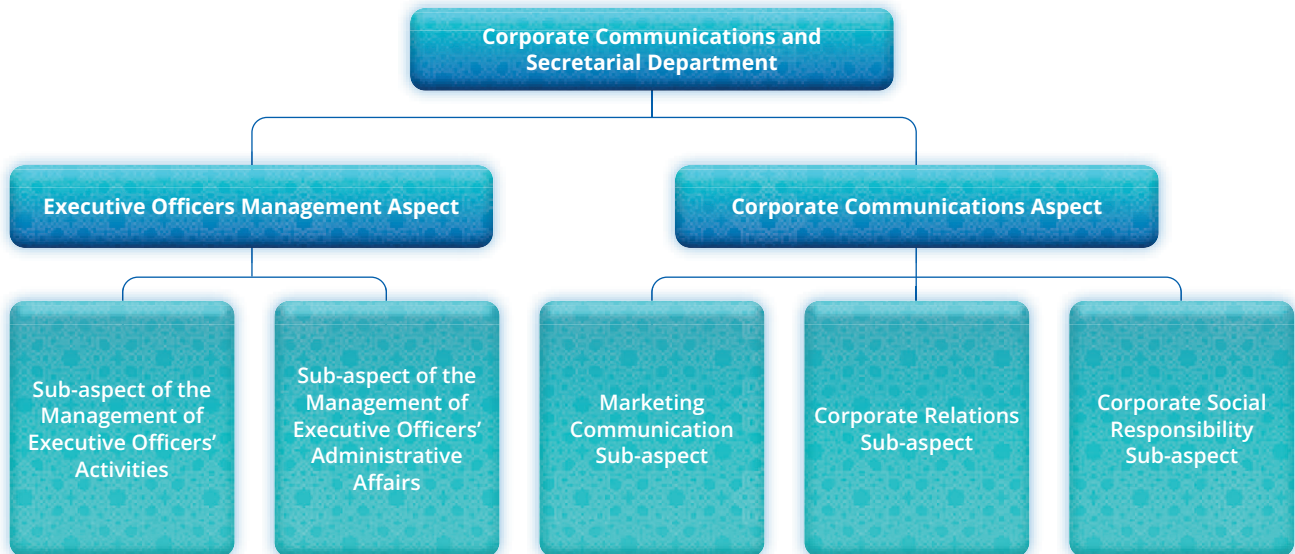 Corporate Communications and
Secretarial Department
Executive Officers Management Aspect
Corporate Communications Aspect
Sub-aspect of the
Management of
Executive Officers’
Activities
Sub-aspect of the
Management of
Executive Officers’
Administrative
Affairs
Marketing
Communication
Sub-aspect
Corporate Relations
Sub-aspect
Corporate Social
Responsibility
Sub-aspect